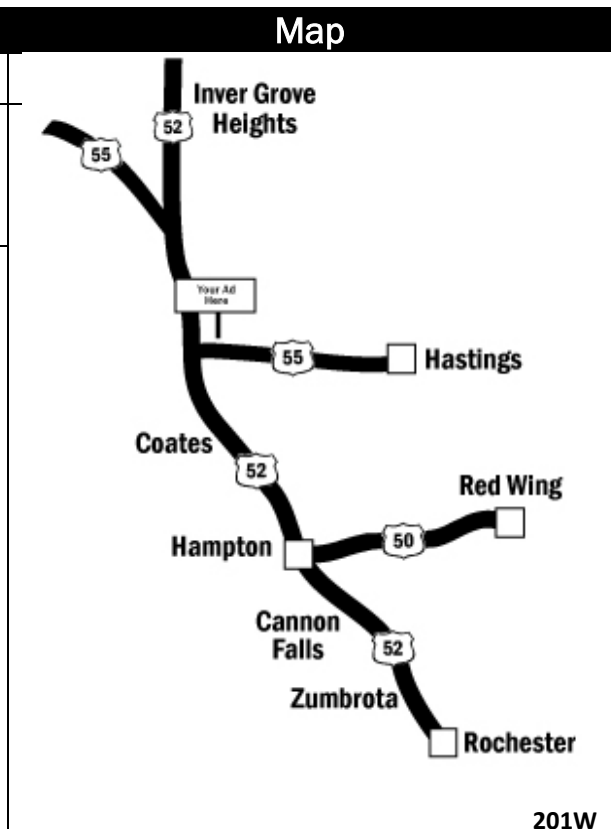 Map
Inver Grove
Heights
52
55
Your Ad
Here
55
Hastings
Coates
52
Red Wing
Hampton
50
Cannon
Falls
52
Zumbrota
Rochester
201W